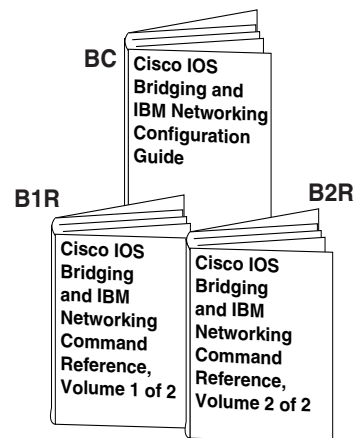 BC
Cisco IOS
Bridging and
IBM Networking
Configuration
Guide
B1R
Cisco IOS
Bridging
and IBM
Networking
Command
Reference,
Volume 1 of 2
B2R
Cisco IOS
Bridging
and IBM
Networking
Command
Reference,
Volume 2 of 2